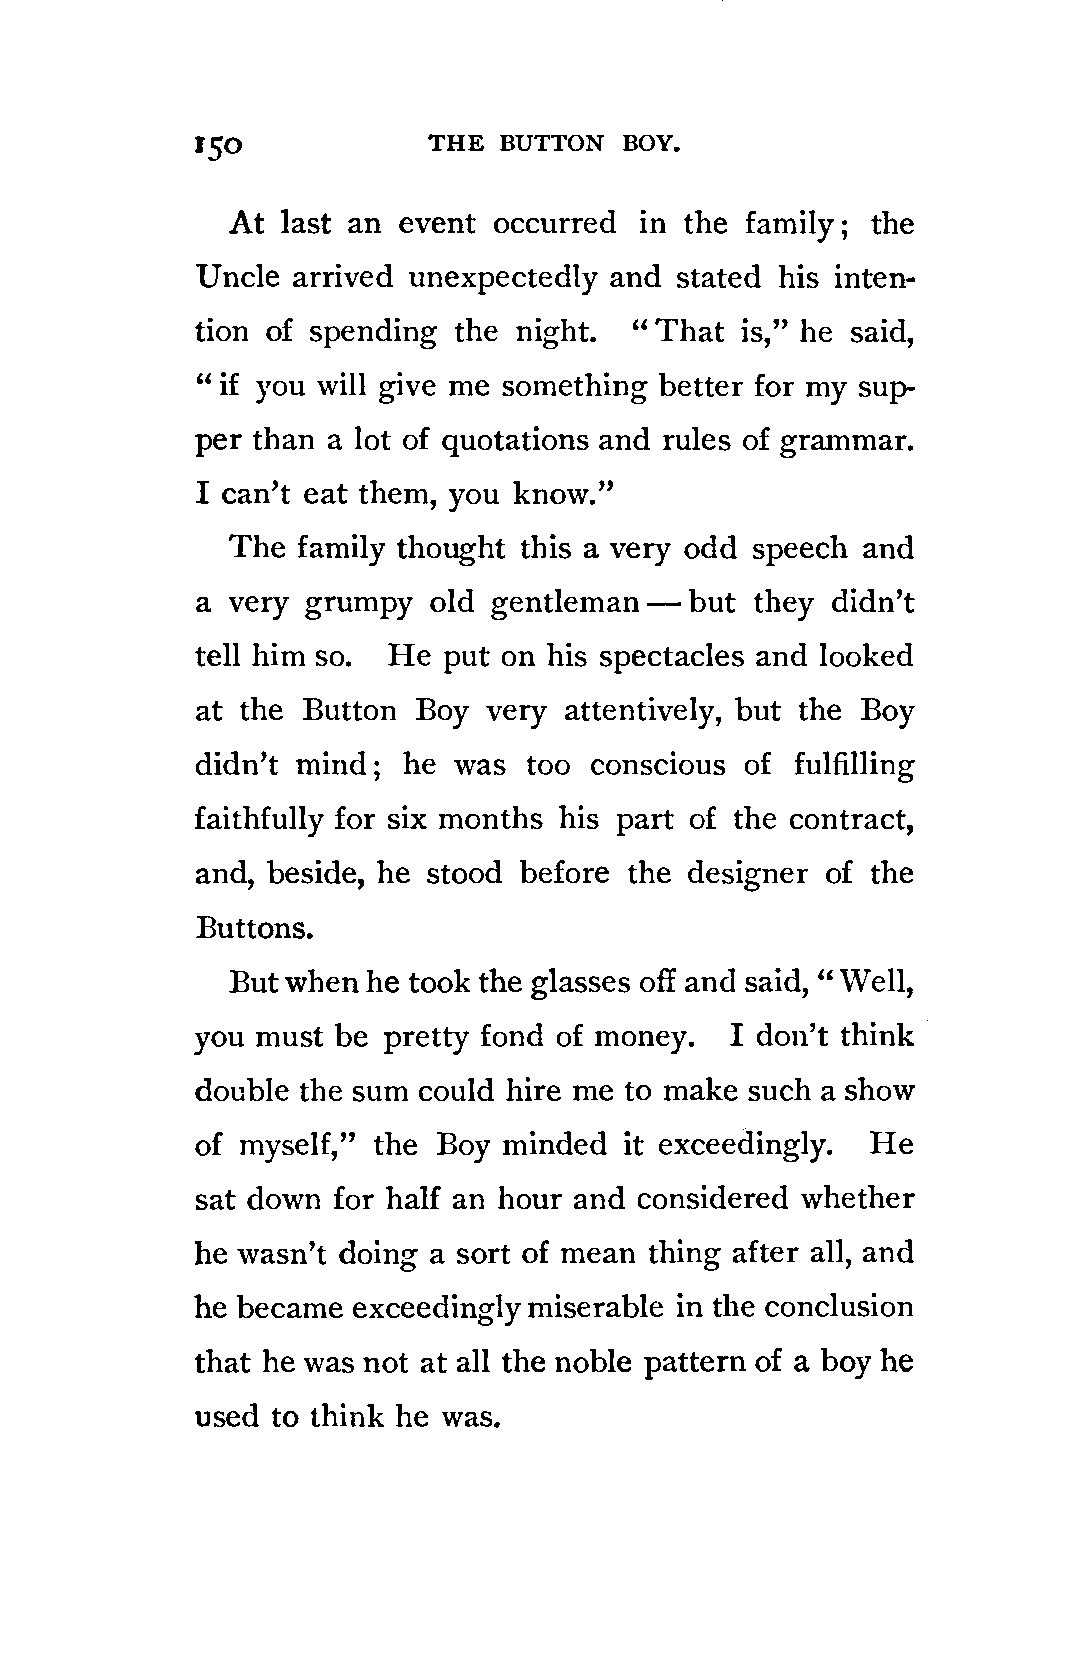 150 THE BUTTON BOY.
At last an event occurred in the family; the
Uncle arrived unexpectedly and stated his inten-
tion of spending the night. “That is,” he said,
“if you will give me something better for my sup-
per than a lot of quotations and rules of grammar.
I can’t eat them, you know.”
The family thought this a very odd speech and
a very grumpy old gentleman — but they didn’t
tell him so. He put on his spectacles and looked
at the Button Boy very attentively, but the Boy
didn’t mind; he was too conscious of fulfilling
faithfully for six months his part of the contract,
and, beside, he stood before the designer of the
Buttons.
But when he took the glasses off and said, “Well,
you must be pretty fond of money. I don’t think
double the sum could hire me to make such a show
of myself,” the Boy minded it exceedingly. He
sat down for half an hour and considered whether
he wasn’t doing a sort of mean thing after all, and
he became exceedingly miserable in the conclusion
that he was not at all the noble pattern of a boy he
used to think he was.